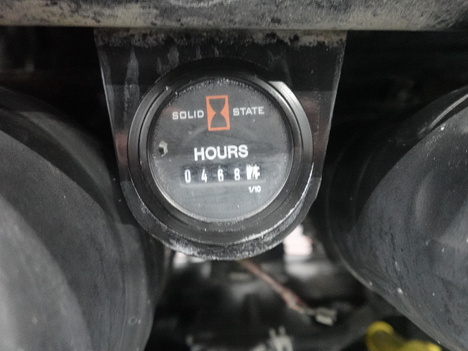 SOLID STATE
HOURS
0468
1/10